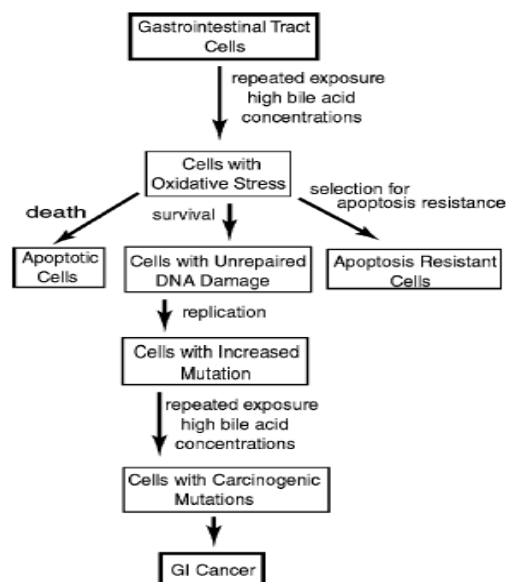 Gastrointestinal Tract
Cells
repeated exposure
high bile acid
concentrations
Cells with
Oxidative Stress
death
survival
selection for
apoptosis resistance
Apoptotic
Cells
Cells with Unrepaired
DNA Damage
Apoptosis Resistant
Cells
replication
Cells with Increased
Mutation
repeated exposure
high bile acid
concentrations
Cells with Carcinogenic
Mutations
GI Cancer